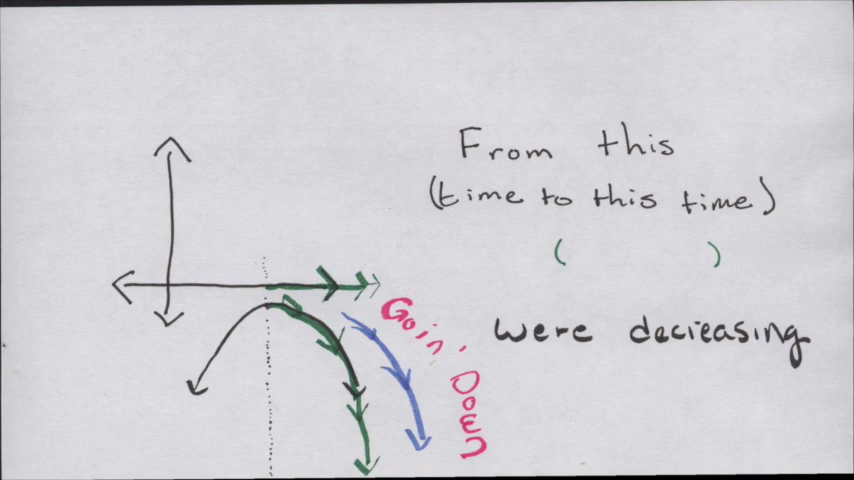 From this
(time to this time)
(          )
Goin' Down
were decreasing